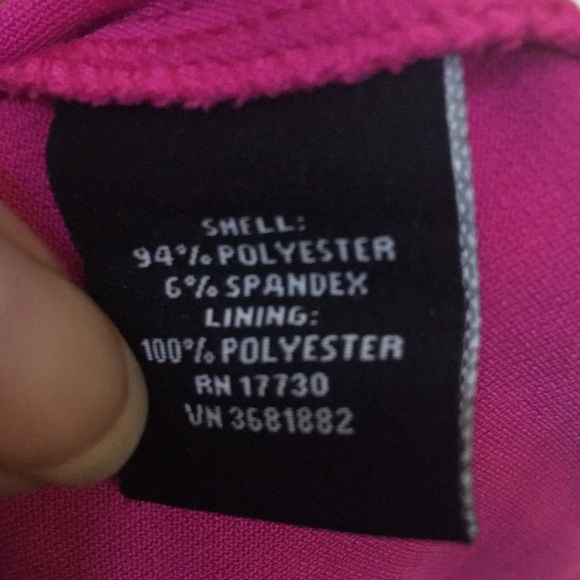 SHELL:
94% POLYESTER
6% SPANDEX
LINING:
100% POLYESTER
RN 17730
VN 3681882